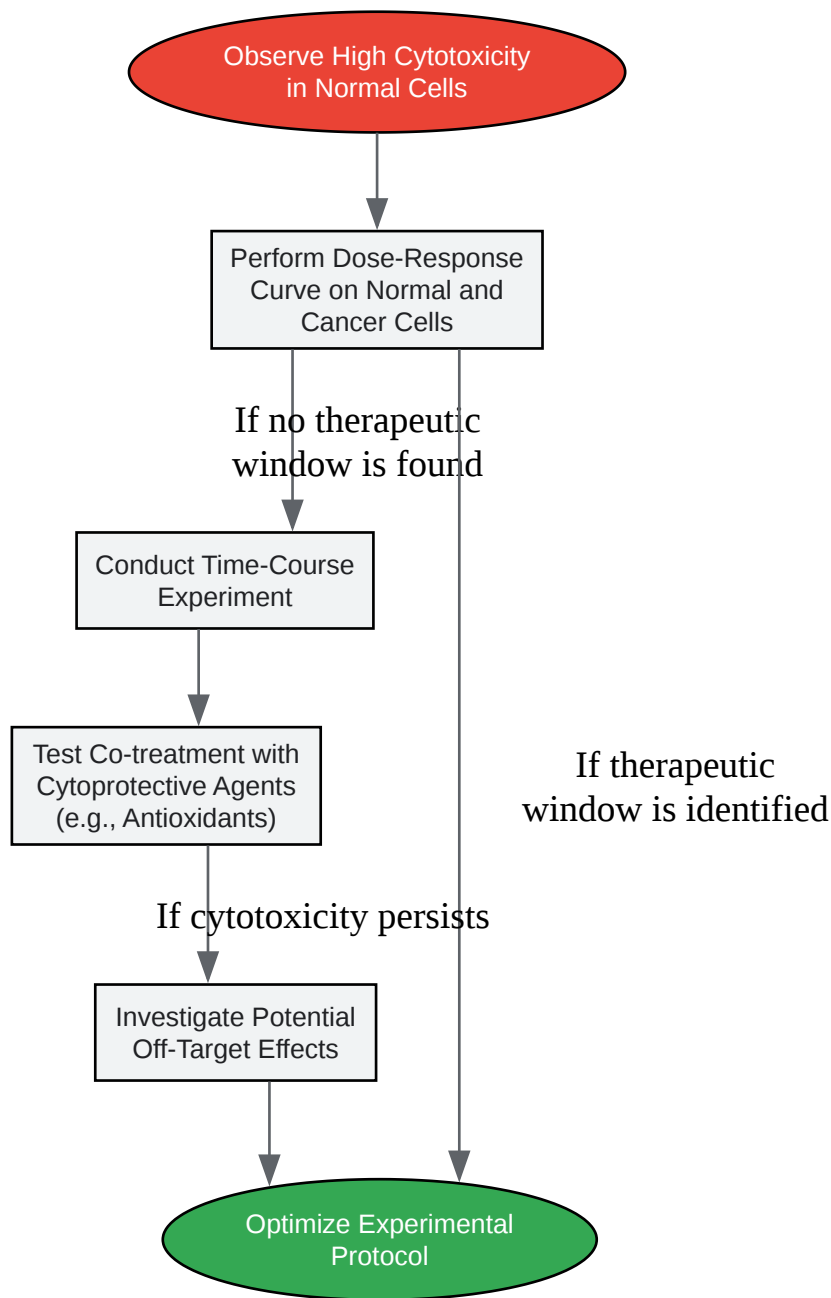 Observe High Cytotoxicity
in Normal Cells
Perform Dose-Response
Curve on Normal and
Cancer Cells
If no therapeutic
window is found
Conduct Time-Course
Experiment
Test Co-treatment with
Cytoprotective Agents
(e.g., Antioxidants)
If therapeutic
window is identified
If cytotoxicity persists
Investigate Potential
Off-Target Effects
Optimize Experimental
Protocol